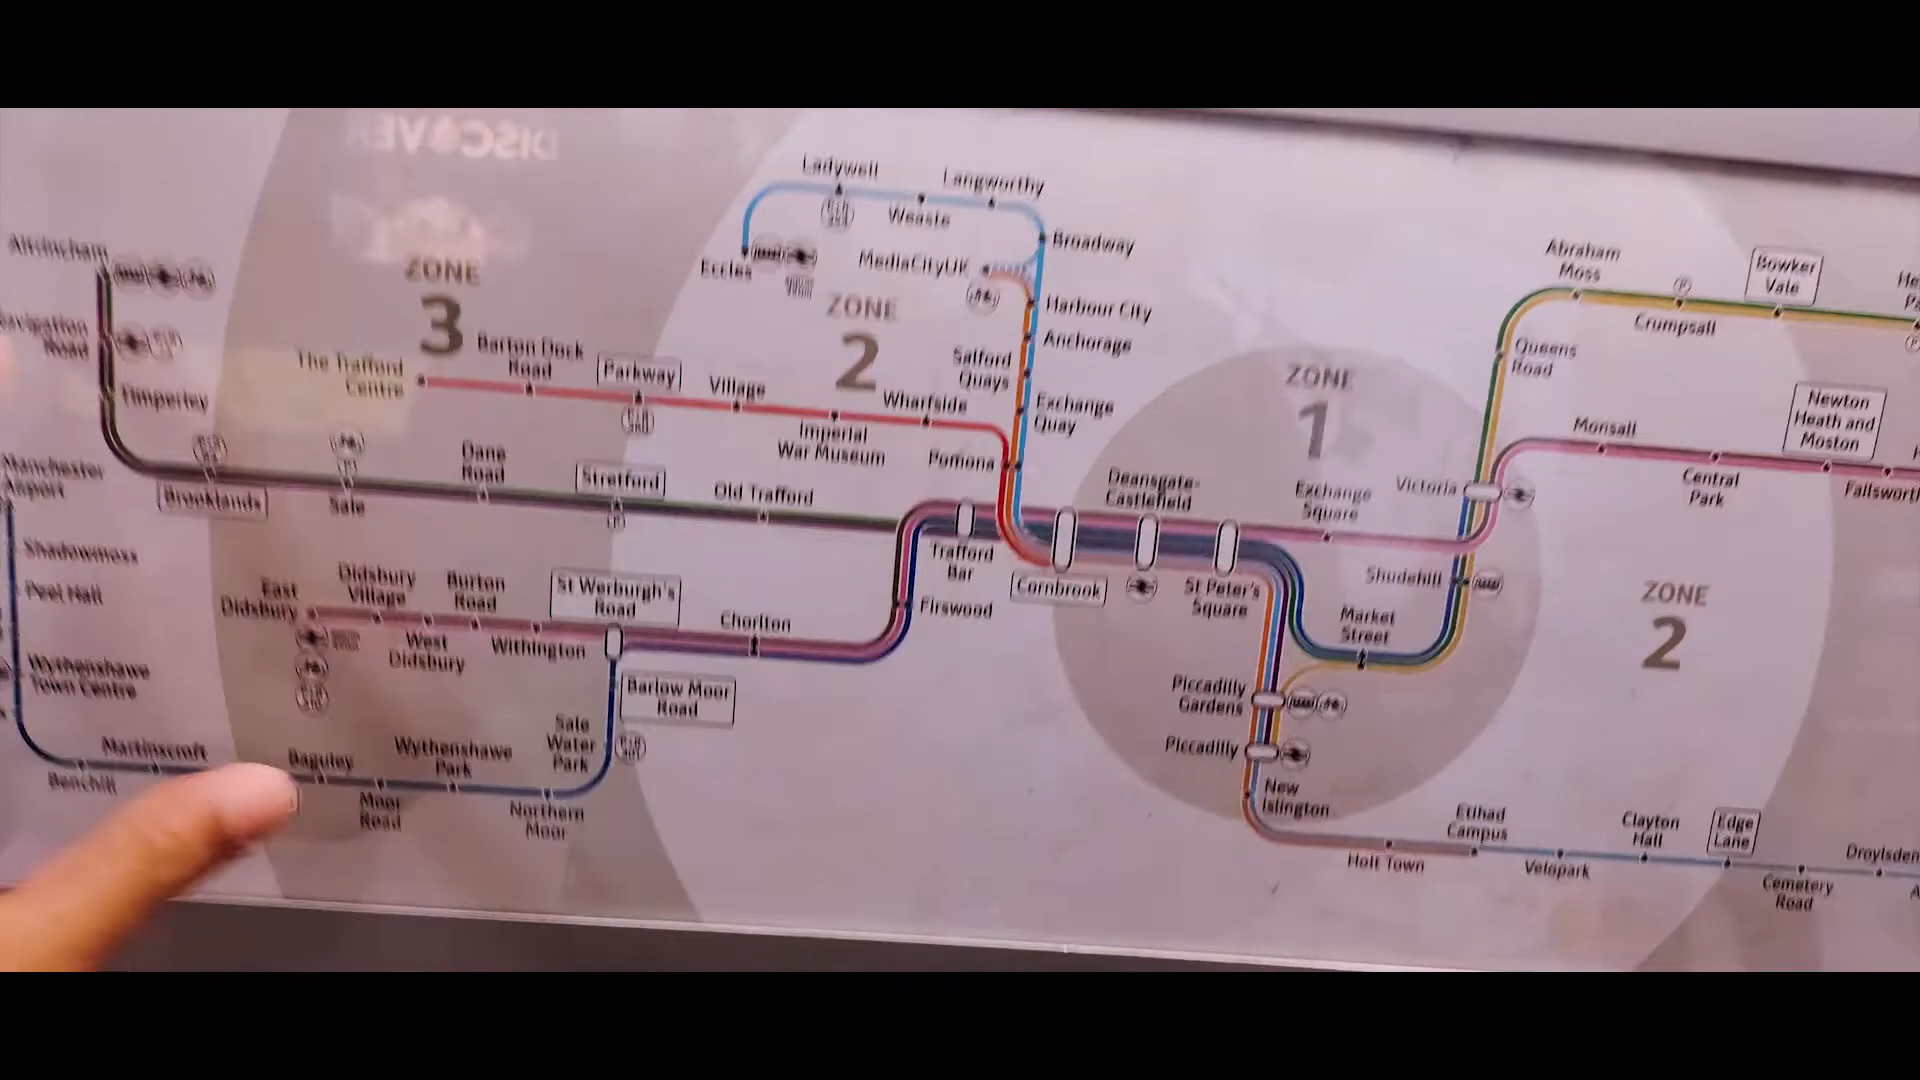 DISCOVER
Altrincham
Navigation
Road
Timperley
Brooklands
Sale
Dane
Road
Stretford
Old Trafford
ZONE
3
The Trafford
Centre
Barton Dock
Road
Parkway
Village
Imperial
War Museum
Wharfside
Pomona
ZONE
2
Eccles
Ladywell
Weaste
Langworthy
Broadway
MediaCityUK
Harbour City
Anchorage
Salford
Quays
Exchange
Quay
Manchester
Airport
Shadowmoss
Peel Hall
Wythenshawe
Town Centre
Benchill
Martinscroft
Baguley
Moor
Road
Wythenshawe
Park
Northern
Moor
Sale
Water
Park
Barlow Moor
Road
East
Didsbury
Didsbury
Village
West
Didsbury
Burton
Road
Withington
St Werburgh's
Road
Chorlton
Firswood
Trafford
Bar
Cornbrook
Deansgate-
Castlefield
St Peter's
Square
ZONE
1
Exchange
Square
Victoria
Shudehill
Market
Street
Piccadilly
Gardens
Piccadilly
New
Islington
Holt Town
Etihad
Campus
Velopark
Clayton
Hall
Edge
Lane
Cemetery
Road
Droylsden
ZONE
2
Queens
Road
Abraham
Moss
Crumpsall
P
Bowker
Vale
Monsall
Central
Park
Newton
Heath and
Moston
Failsworth